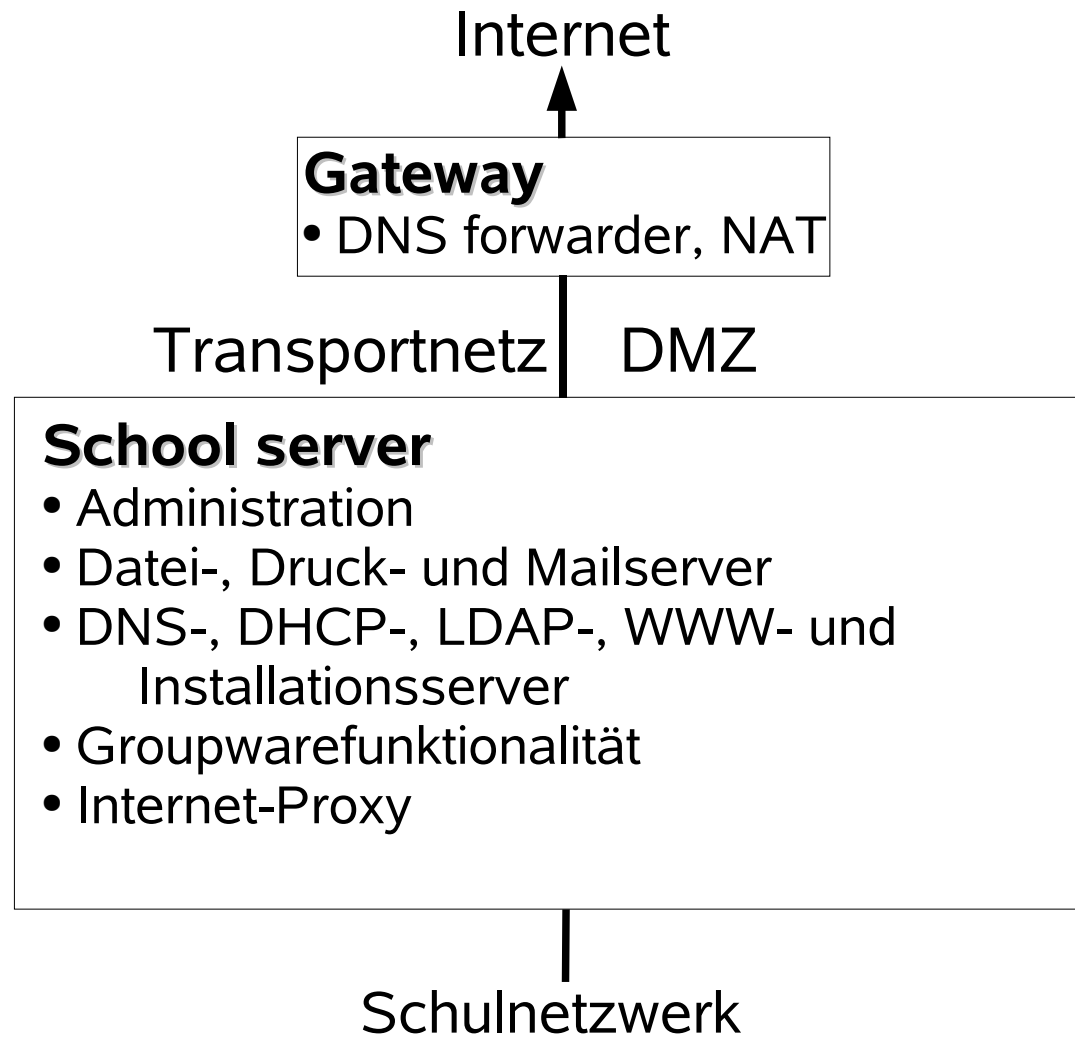 Internet
Gateway
• DNS forwarder, NAT
Transportnetz DMZ
School server
• Administration
• Datei-, Druck- und Mailserver
• DNS-, DHCP-, LDAP-, WWW- und
Installationsserver
• Groupwarefunktionalität
• Internet-Proxy
Schulnetzwerk